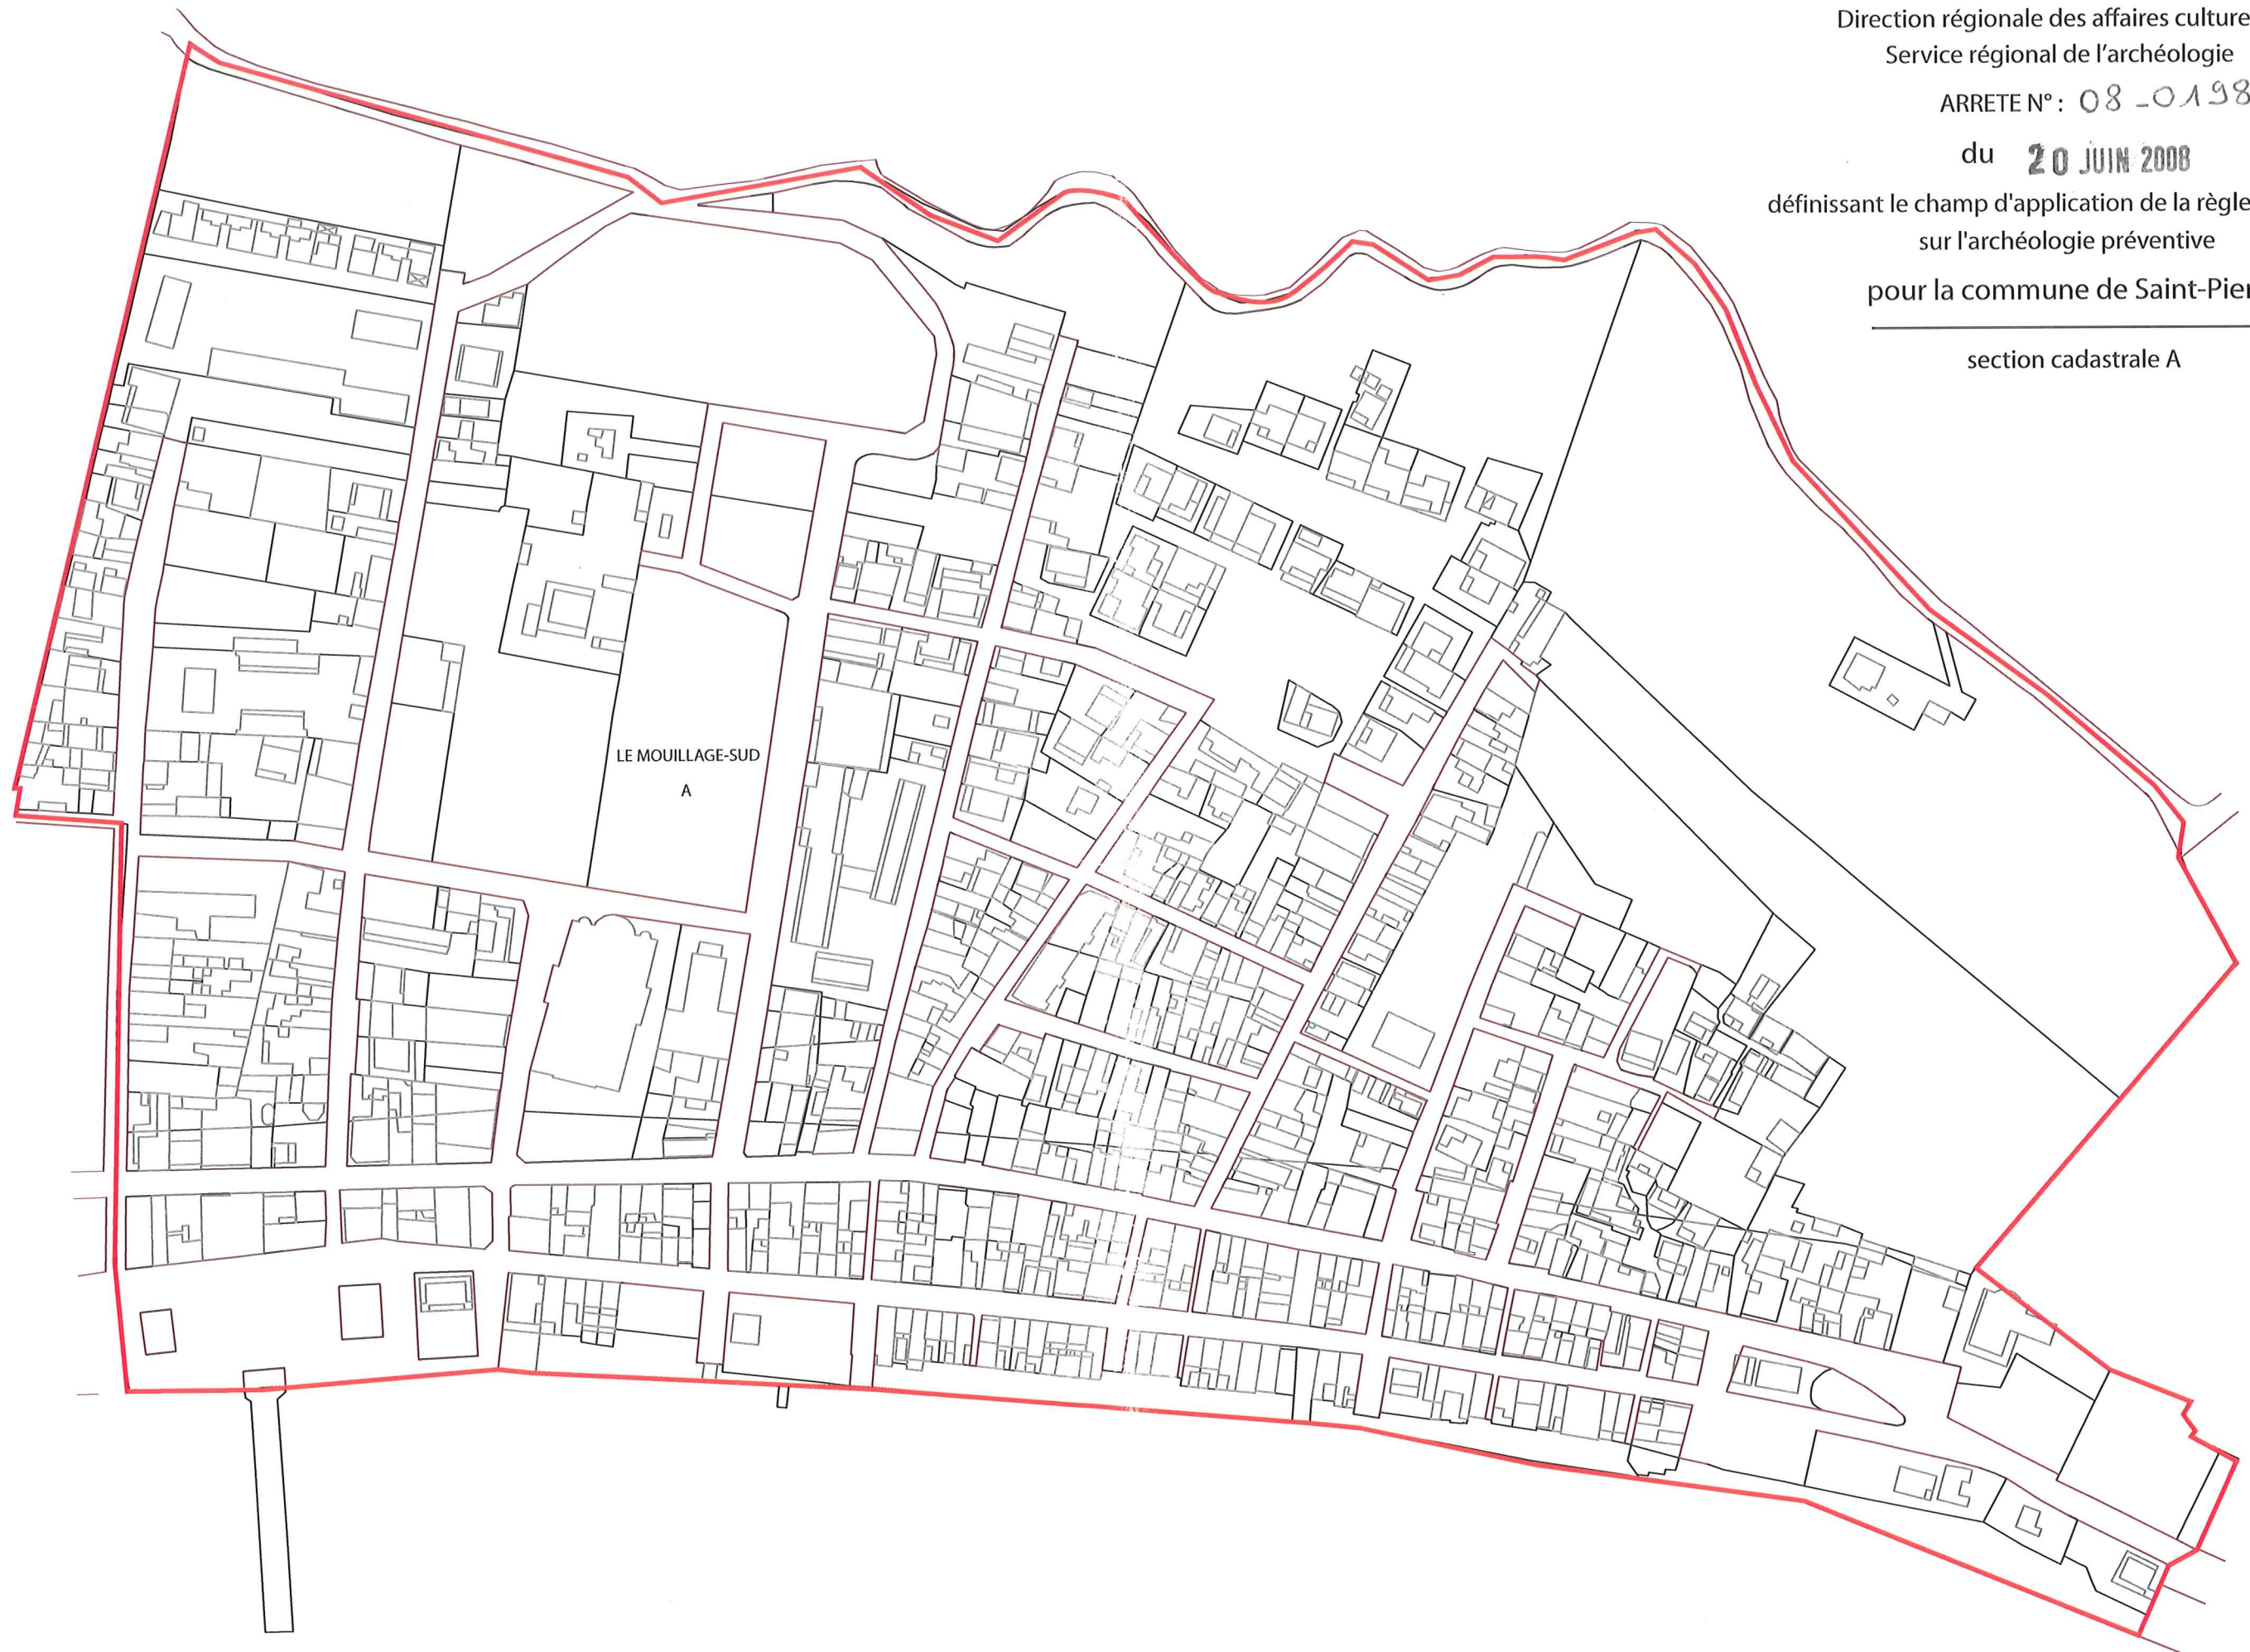 Direction régionale des affaires culture
Service régional de l'archéologie
ARRETE N° : 08-0198
du 20 JUIN 2008
définissant le champ d'application de la règle
sur l'archéologie préventive
pour la commune de Saint-Pier
section cadastrale A
LE MOUILLAGE-SUD
A